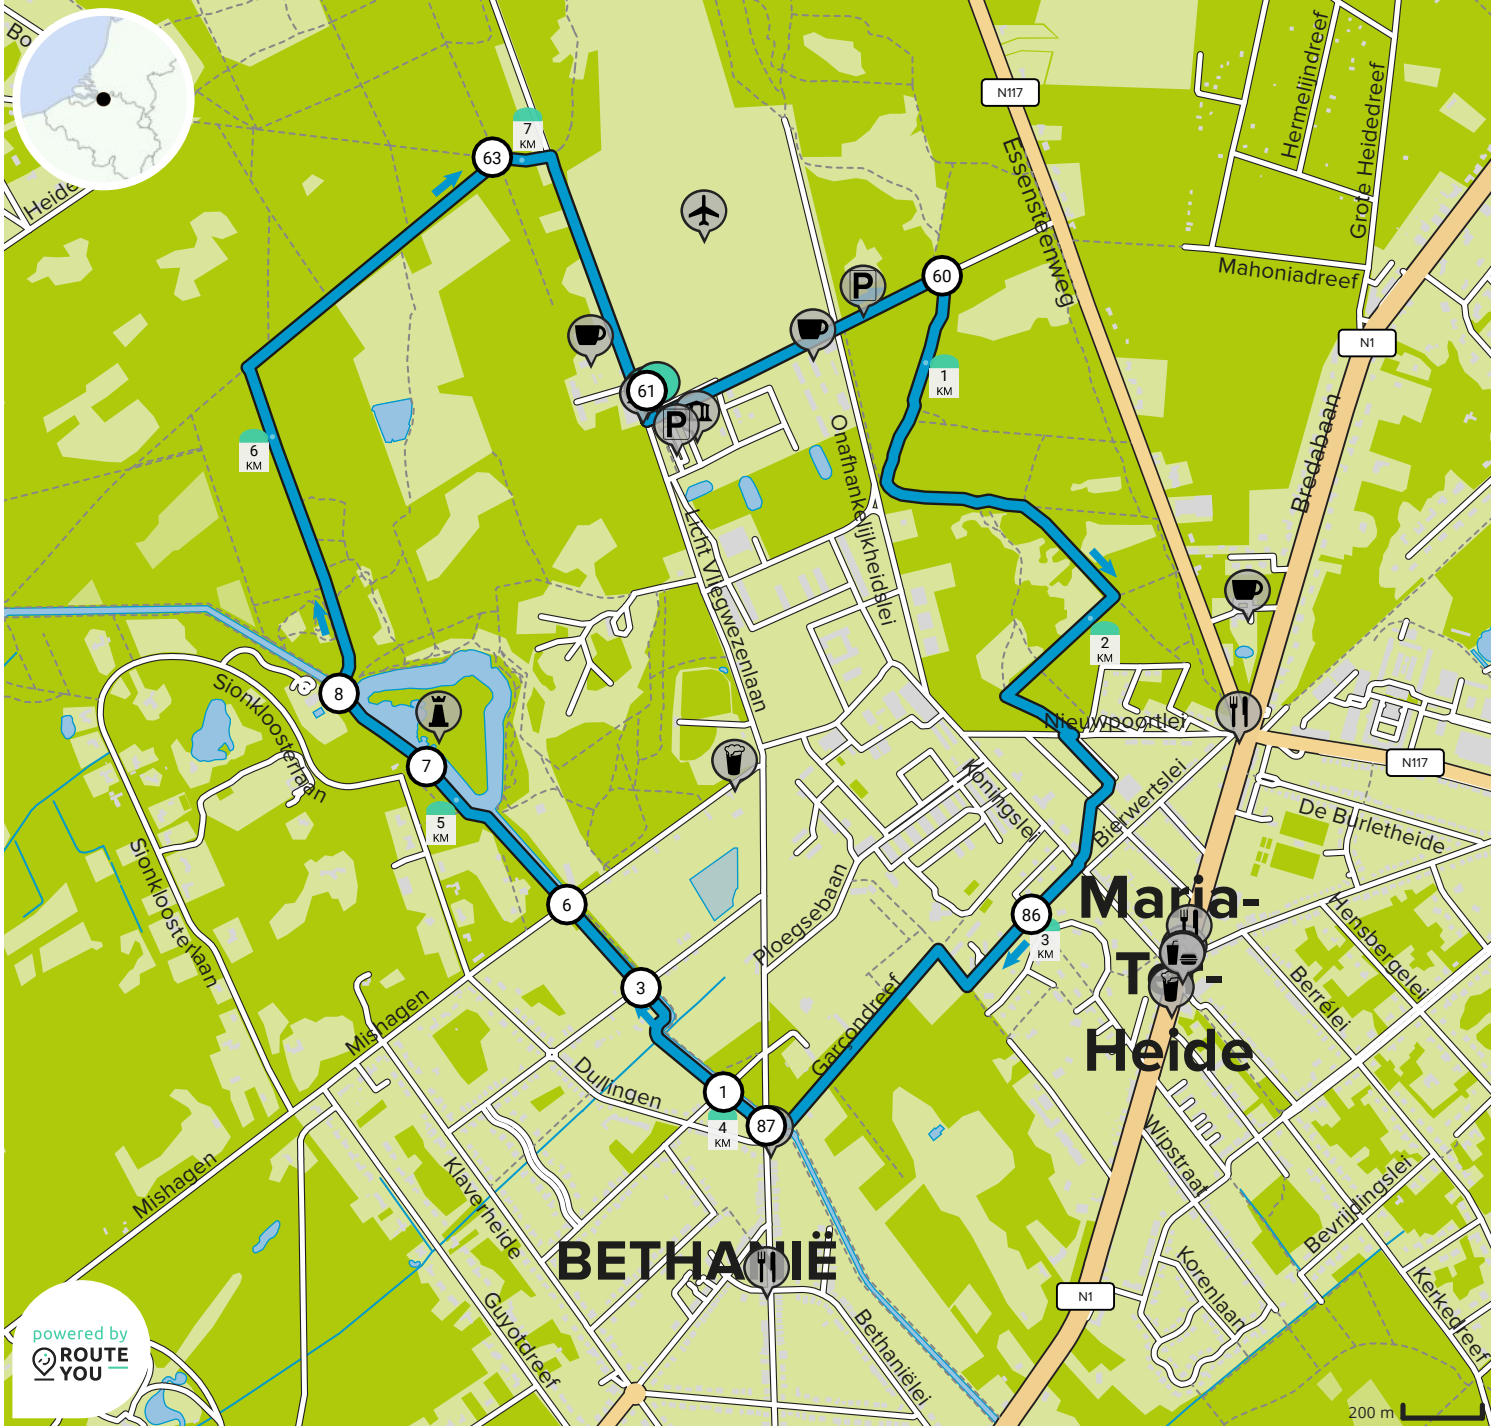 Bo
Heide
N117
Essensteenweg
Hermelijndreef
Grote Heidedreef
Mahoniadreef
N1
Bredabaan
63
7
KM
60
P
1
KM
61
P
6
KM
Onafhankelijkheidslei
Licht Vliegwezenlaan
2
KM
8
Sionkloosterlaan
7
Nieuwpoortlei
N117
5
KM
Koningslei
Bierwertslei
De Burletheide
Sionkloosterlaan
6
Ploegsebaan
86
3
KM
Maria-
T
-
Heide
Hensbergelei
Berrélei
3
Mishagen
Garçondreef
Dullingen
1
4
KM
87
Mishagen
Klaverheide
Wipstraat
Bevrijdingslei
BETHANIË
Korenlaan
Kerkedreef
N1
Guyotdreef
Bethaniëlei
powered by
ROUTE
YOU
200 m